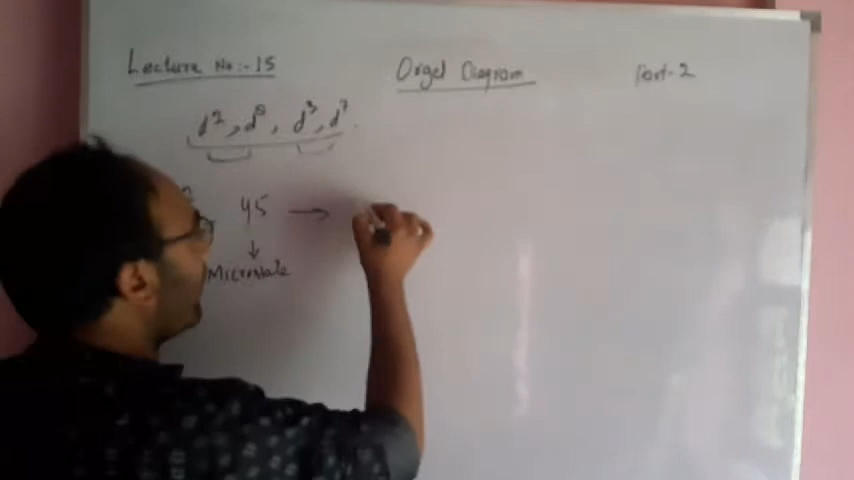 Lecture No:-15 Orgel Diagram Part-2
d², d⁸, d³, d⁷
45 →
↓
Microstate